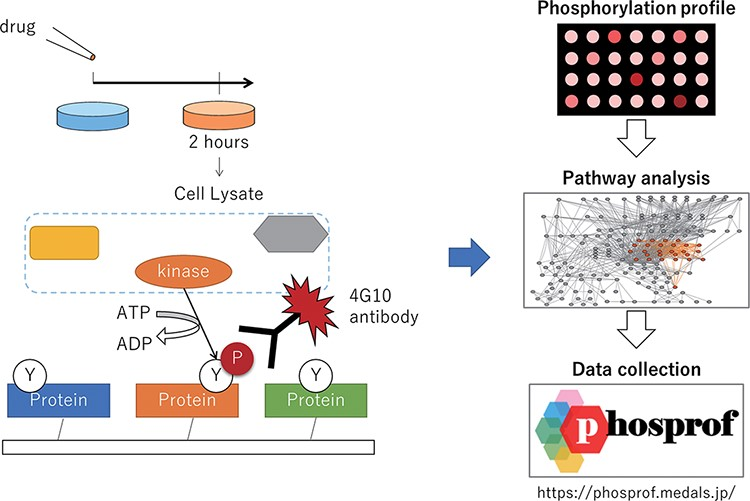 drug
2 hours
Cell Lysate
kinase
ATP
ADP
4G10
antibody
P
Y
Y
Y
Protein
Protein
Protein
Phosphorylation profile
Pathway analysis
Data collection
phosprof
https://phosprof.medals.jp/